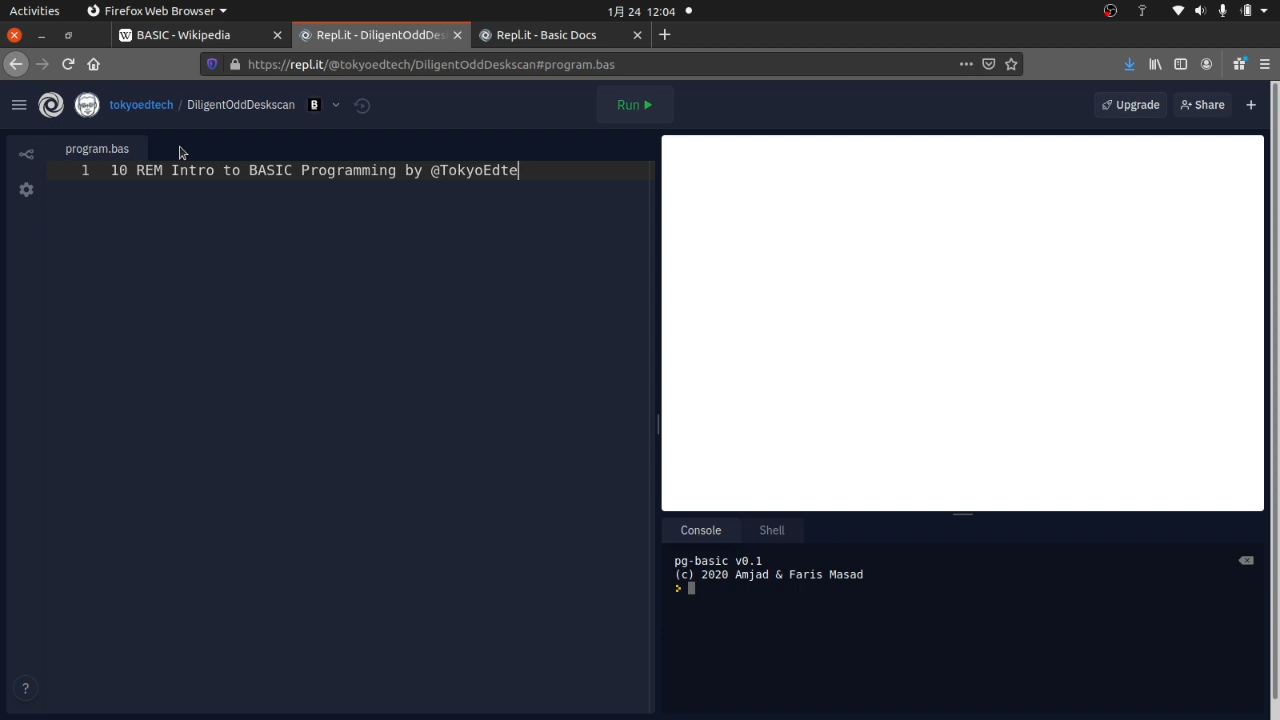 Activities
Firefox Web Browser
1月 24 12:04
BASIC - Wikipedia
Repl.it - DiligentOddDes
Repl.it - Basic Docs
https://repl.it/@tokyoedtech/DiligentOddDeskscan#program.bas
tokyoedtech / DiligentOddDeskscan
B
Run
Upgrade
Share
program.bas
1 10 REM Intro to BASIC Programming by @TokyoEdte
Console
Shell
pg-basic v0.1
(c) 2020 Amjad & Faris Masad
>
?